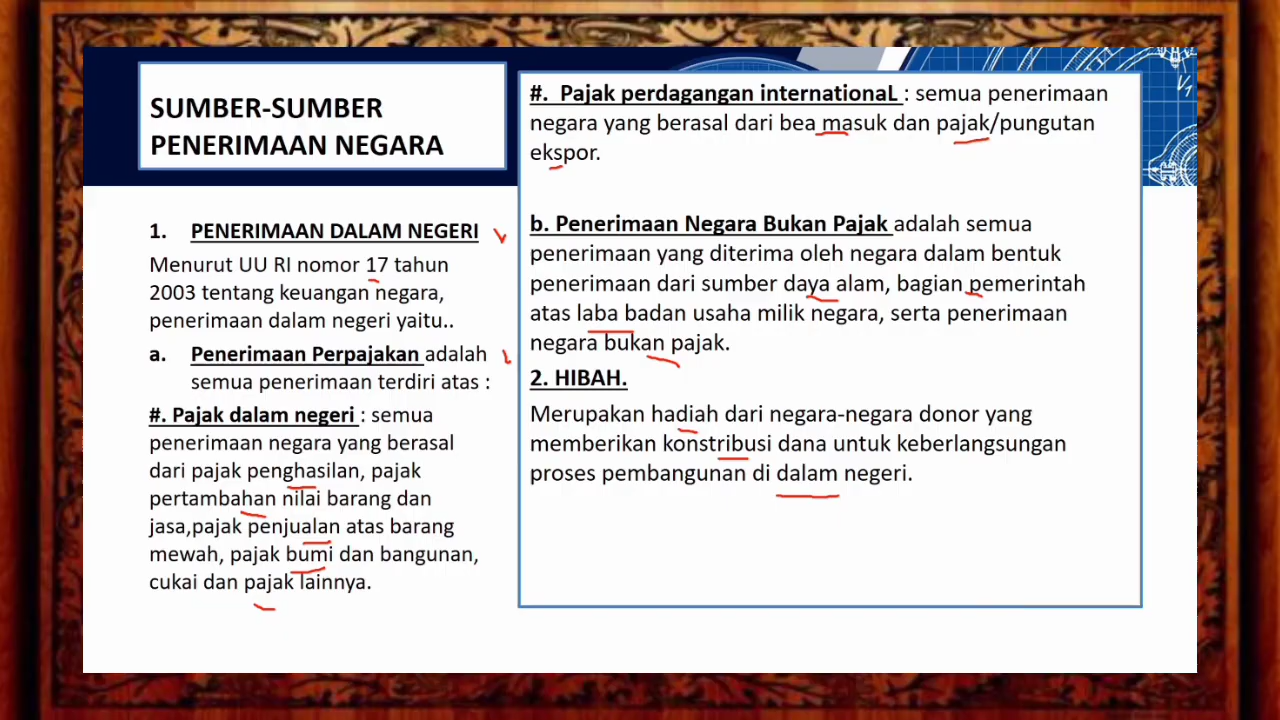 SUMBER-SUMBER
PENERIMAAN NEGARA
1. PENERIMAAN DALAM NEGERI
Menurut UU RI nomor 17 tahun
2003 tentang keuangan negara,
penerimaan dalam negeri yaitu..
a. Penerimaan Perpajakan adalah
semua penerimaan terdiri atas :
#. Pajak dalam negeri : semua
penerimaan negara yang berasal
dari pajak penghasilan, pajak
pertambahan nilai barang dan
jasa,pajak penjualan atas barang
mewah, pajak bumi dan bangunan,
cukai dan pajak lainnya.
#. Pajak perdagangan internationaL : semua penerimaan
negara yang berasal dari bea masuk dan pajak/pungutan
ekspor.
b. Penerimaan Negara Bukan Pajak adalah semua
penerimaan yang diterima oleh negara dalam bentuk
penerimaan dari sumber daya alam, bagian pemerintah
atas laba badan usaha milik negara, serta penerimaan
negara bukan pajak.
2. HIBAH.
Merupakan hadiah dari negara-negara donor yang
memberikan konstribusi dana untuk keberlangsungan
proses pembangunan di dalam negeri.
V1